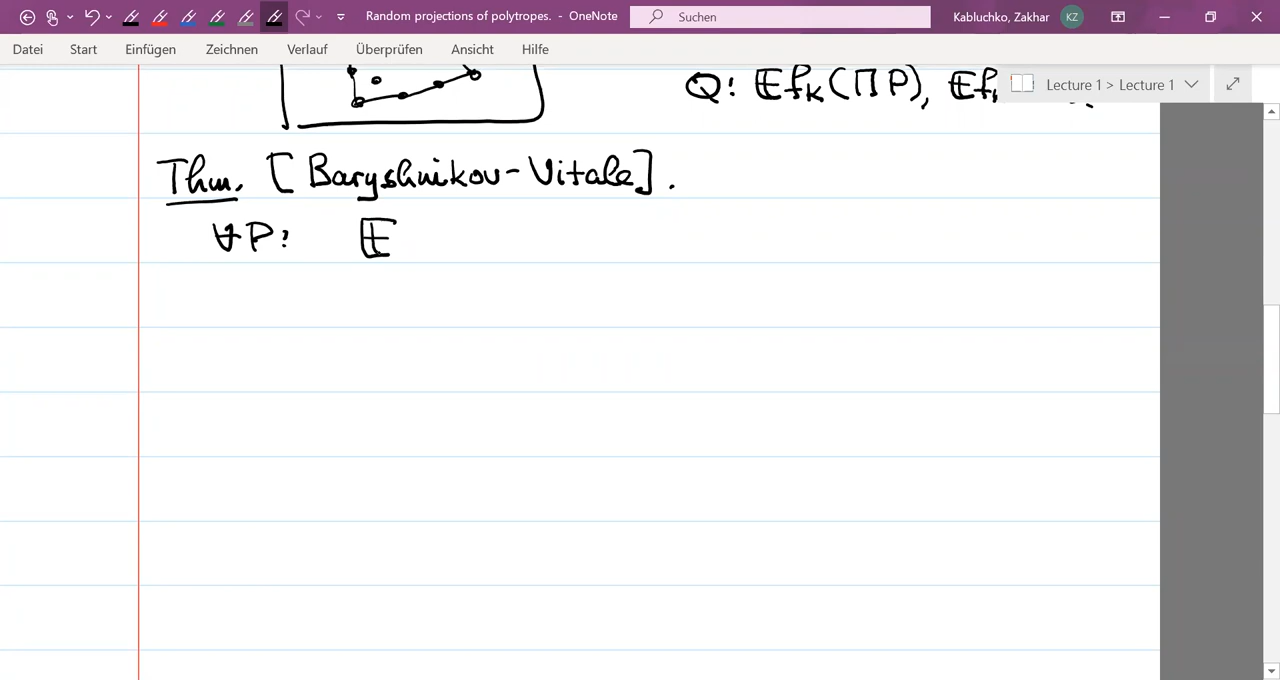 Random projections of polytopes. - OneNote
Suchen
Kabluchko, Zakhar
KZ
Datei Start Einfügen Zeichnen Verlauf Überprüfen Ansicht Hilfe
Lecture 1 > Lecture 1
Q: 𝔼f_k(ΠP), 𝔼f
Thm. [Baryshnikov-Vitale].
∀P: 𝔼